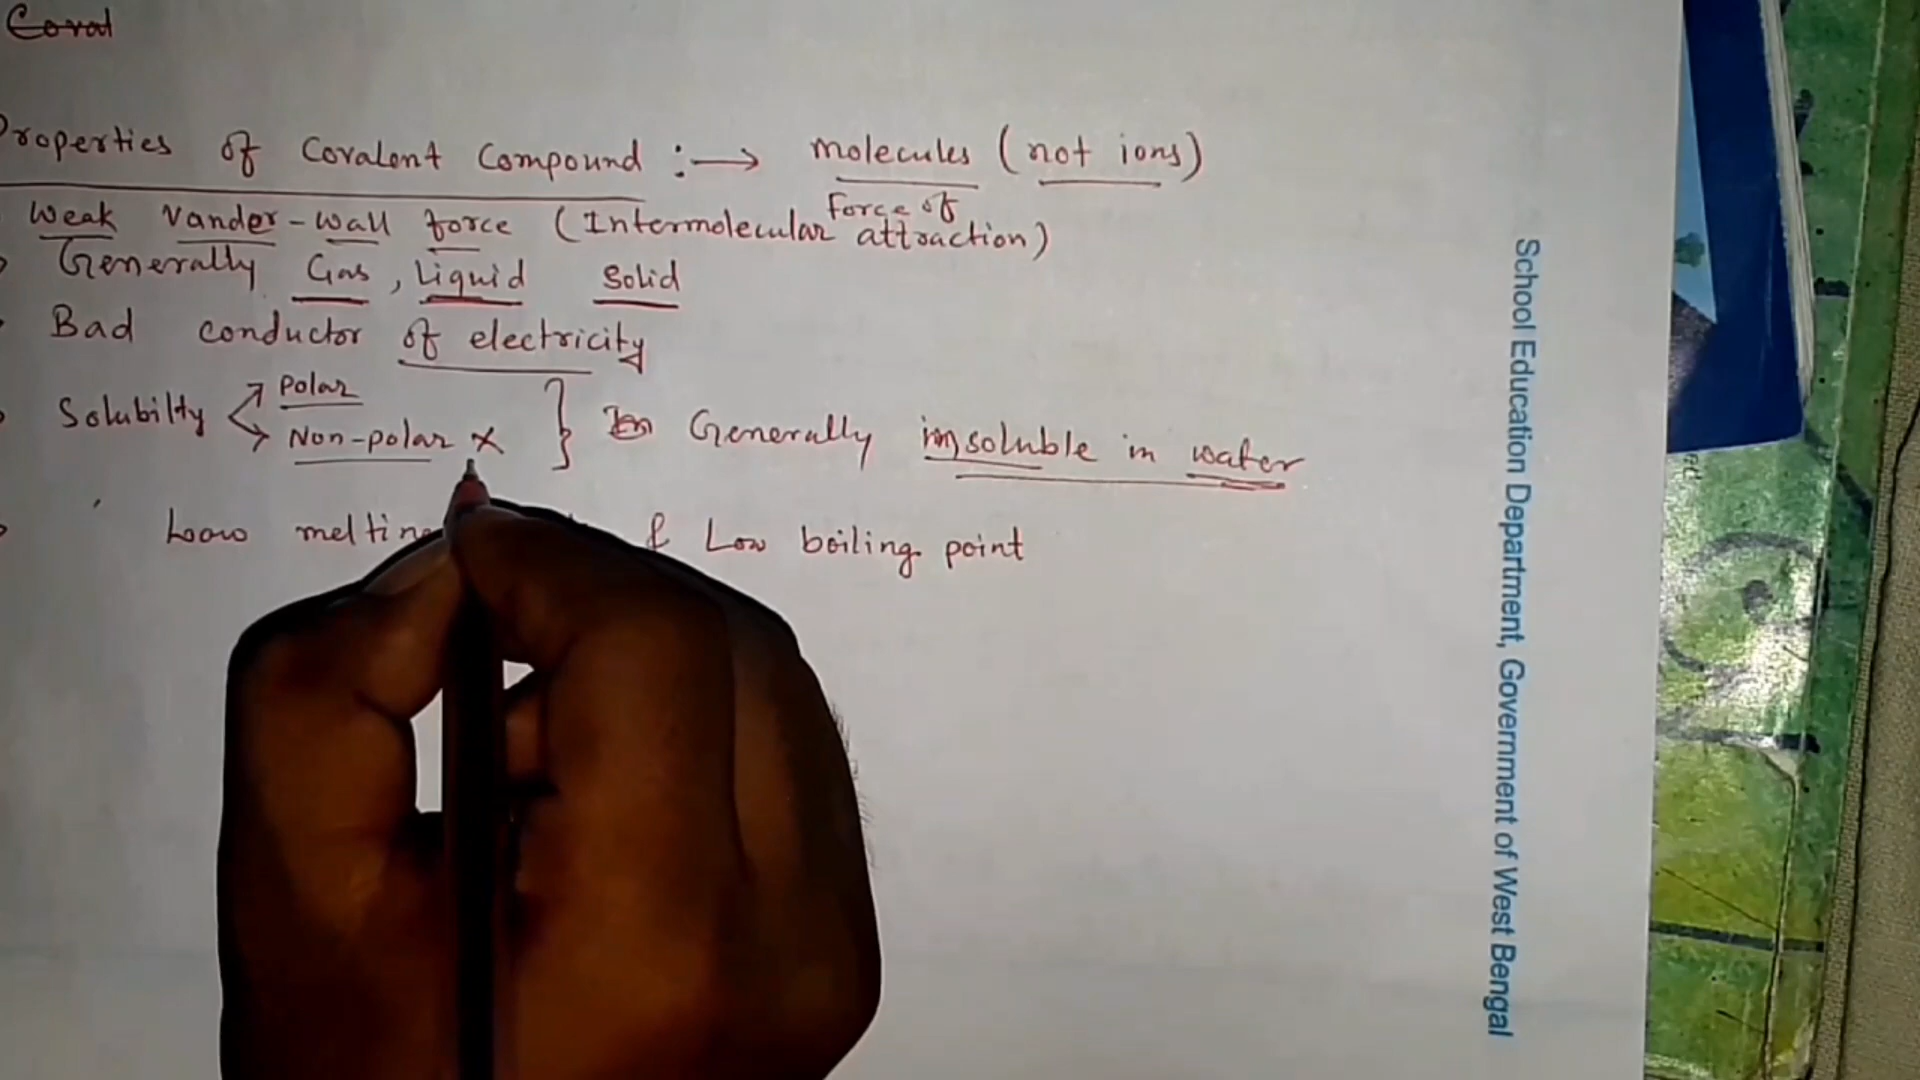 Coval
Properties of Covalent Compound :→ molecules (not ions)
Weak Vander-Wall force (Intermolecular force of attraction)
Generally Gas, Liquid Solid
Bad conductor of electricity
Solubilty Polar
Non-polar × } Generally insoluble in water
Low melting & Low boiling point
School Education Department, Government of West Bengal